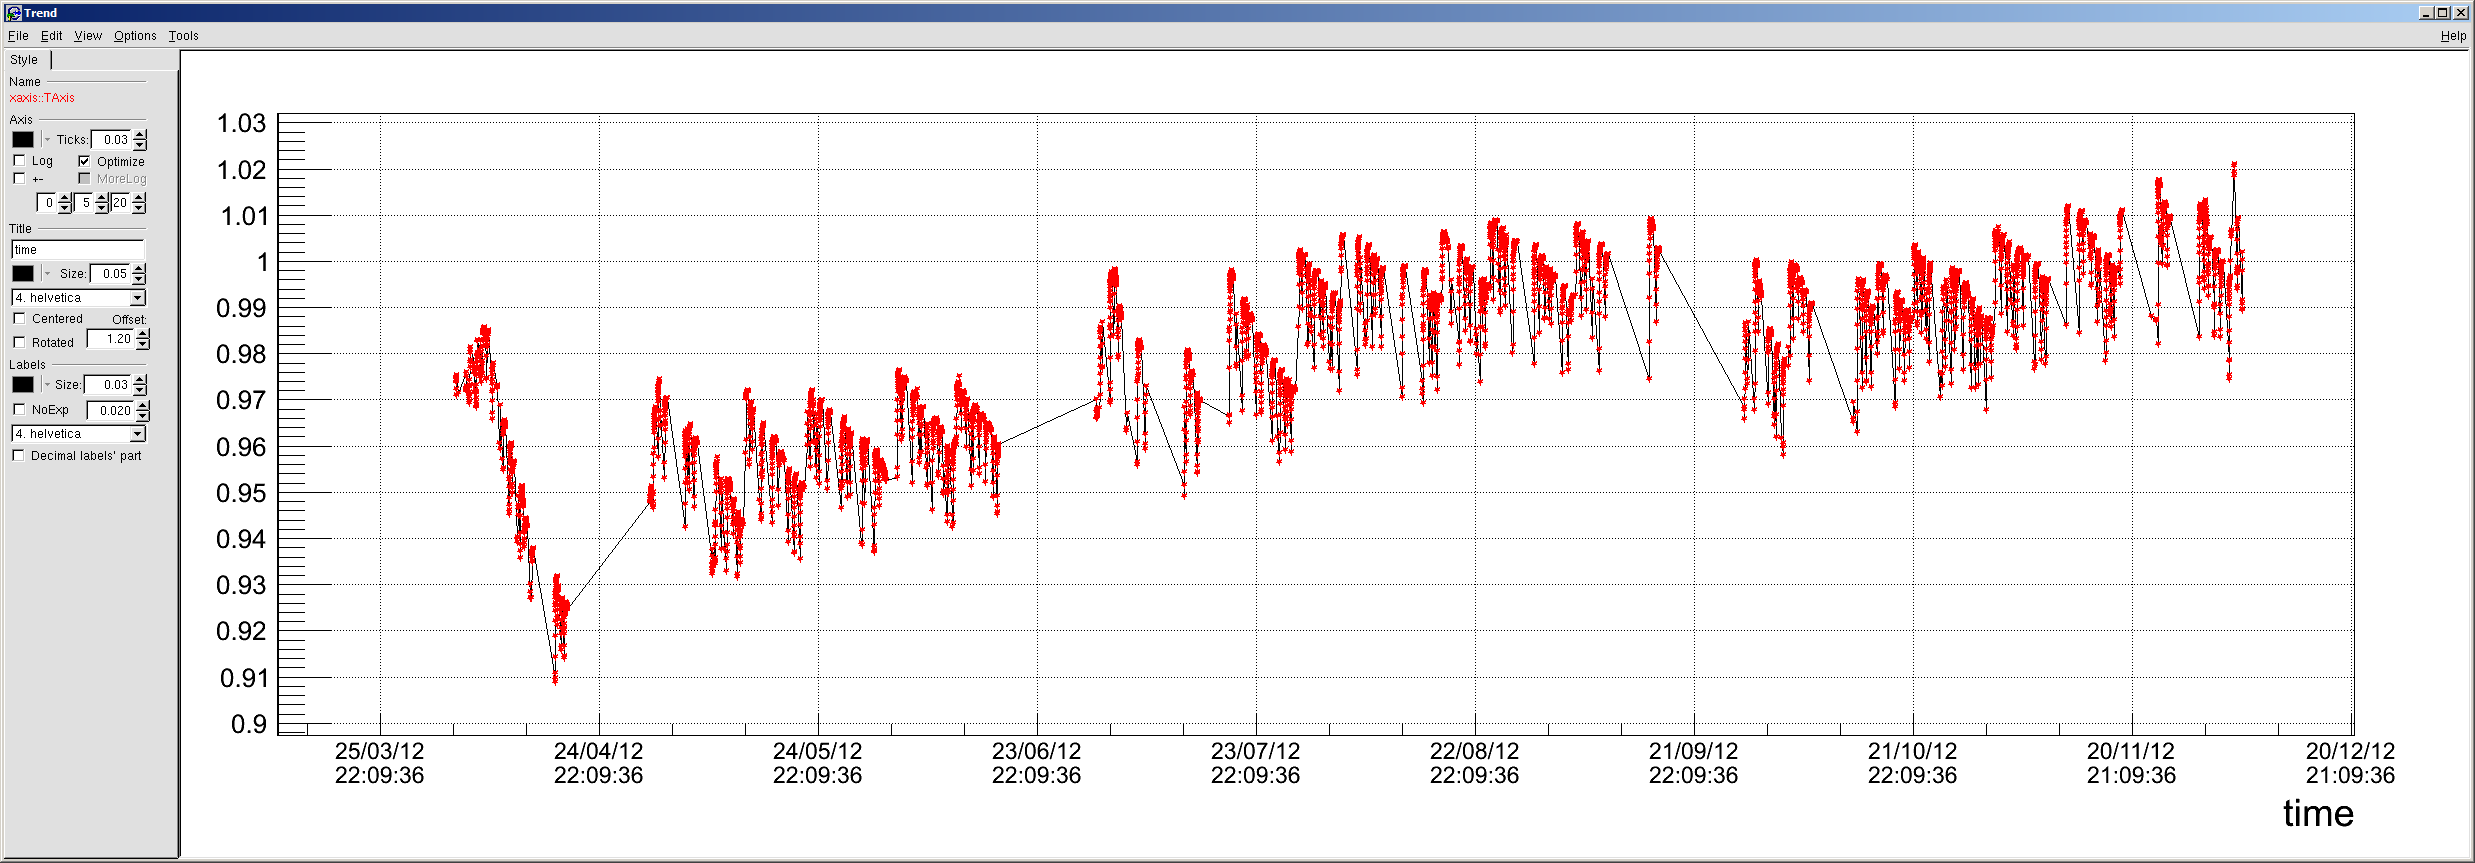 Trend
File Edit View Options Tools Help
Style
Name
xaxis::TAxis
Axis
Ticks: 0.03
Log Optimize
+- MoreLog
0 5 20
Title
time
Size: 0.05
4. helvetica
Centered Offset:
Rotated 1.20
Labels
Size: 0.03
NoExp 0.020
4. helvetica
Decimal labels' part
1.03
1.02
1.01
1
0.99
0.98
0.97
0.96
0.95
0.94
0.93
0.92
0.91
0.9
25/03/12 24/04/12 24/05/12 23/06/12 23/07/12 22/08/12 21/09/12 21/10/12 20/11/12 20/12/12
22:09:36 22:09:36 22:09:36 22:09:36 22:09:36 22:09:36 22:09:36 22:09:36 21:09:36 21:09:36
time